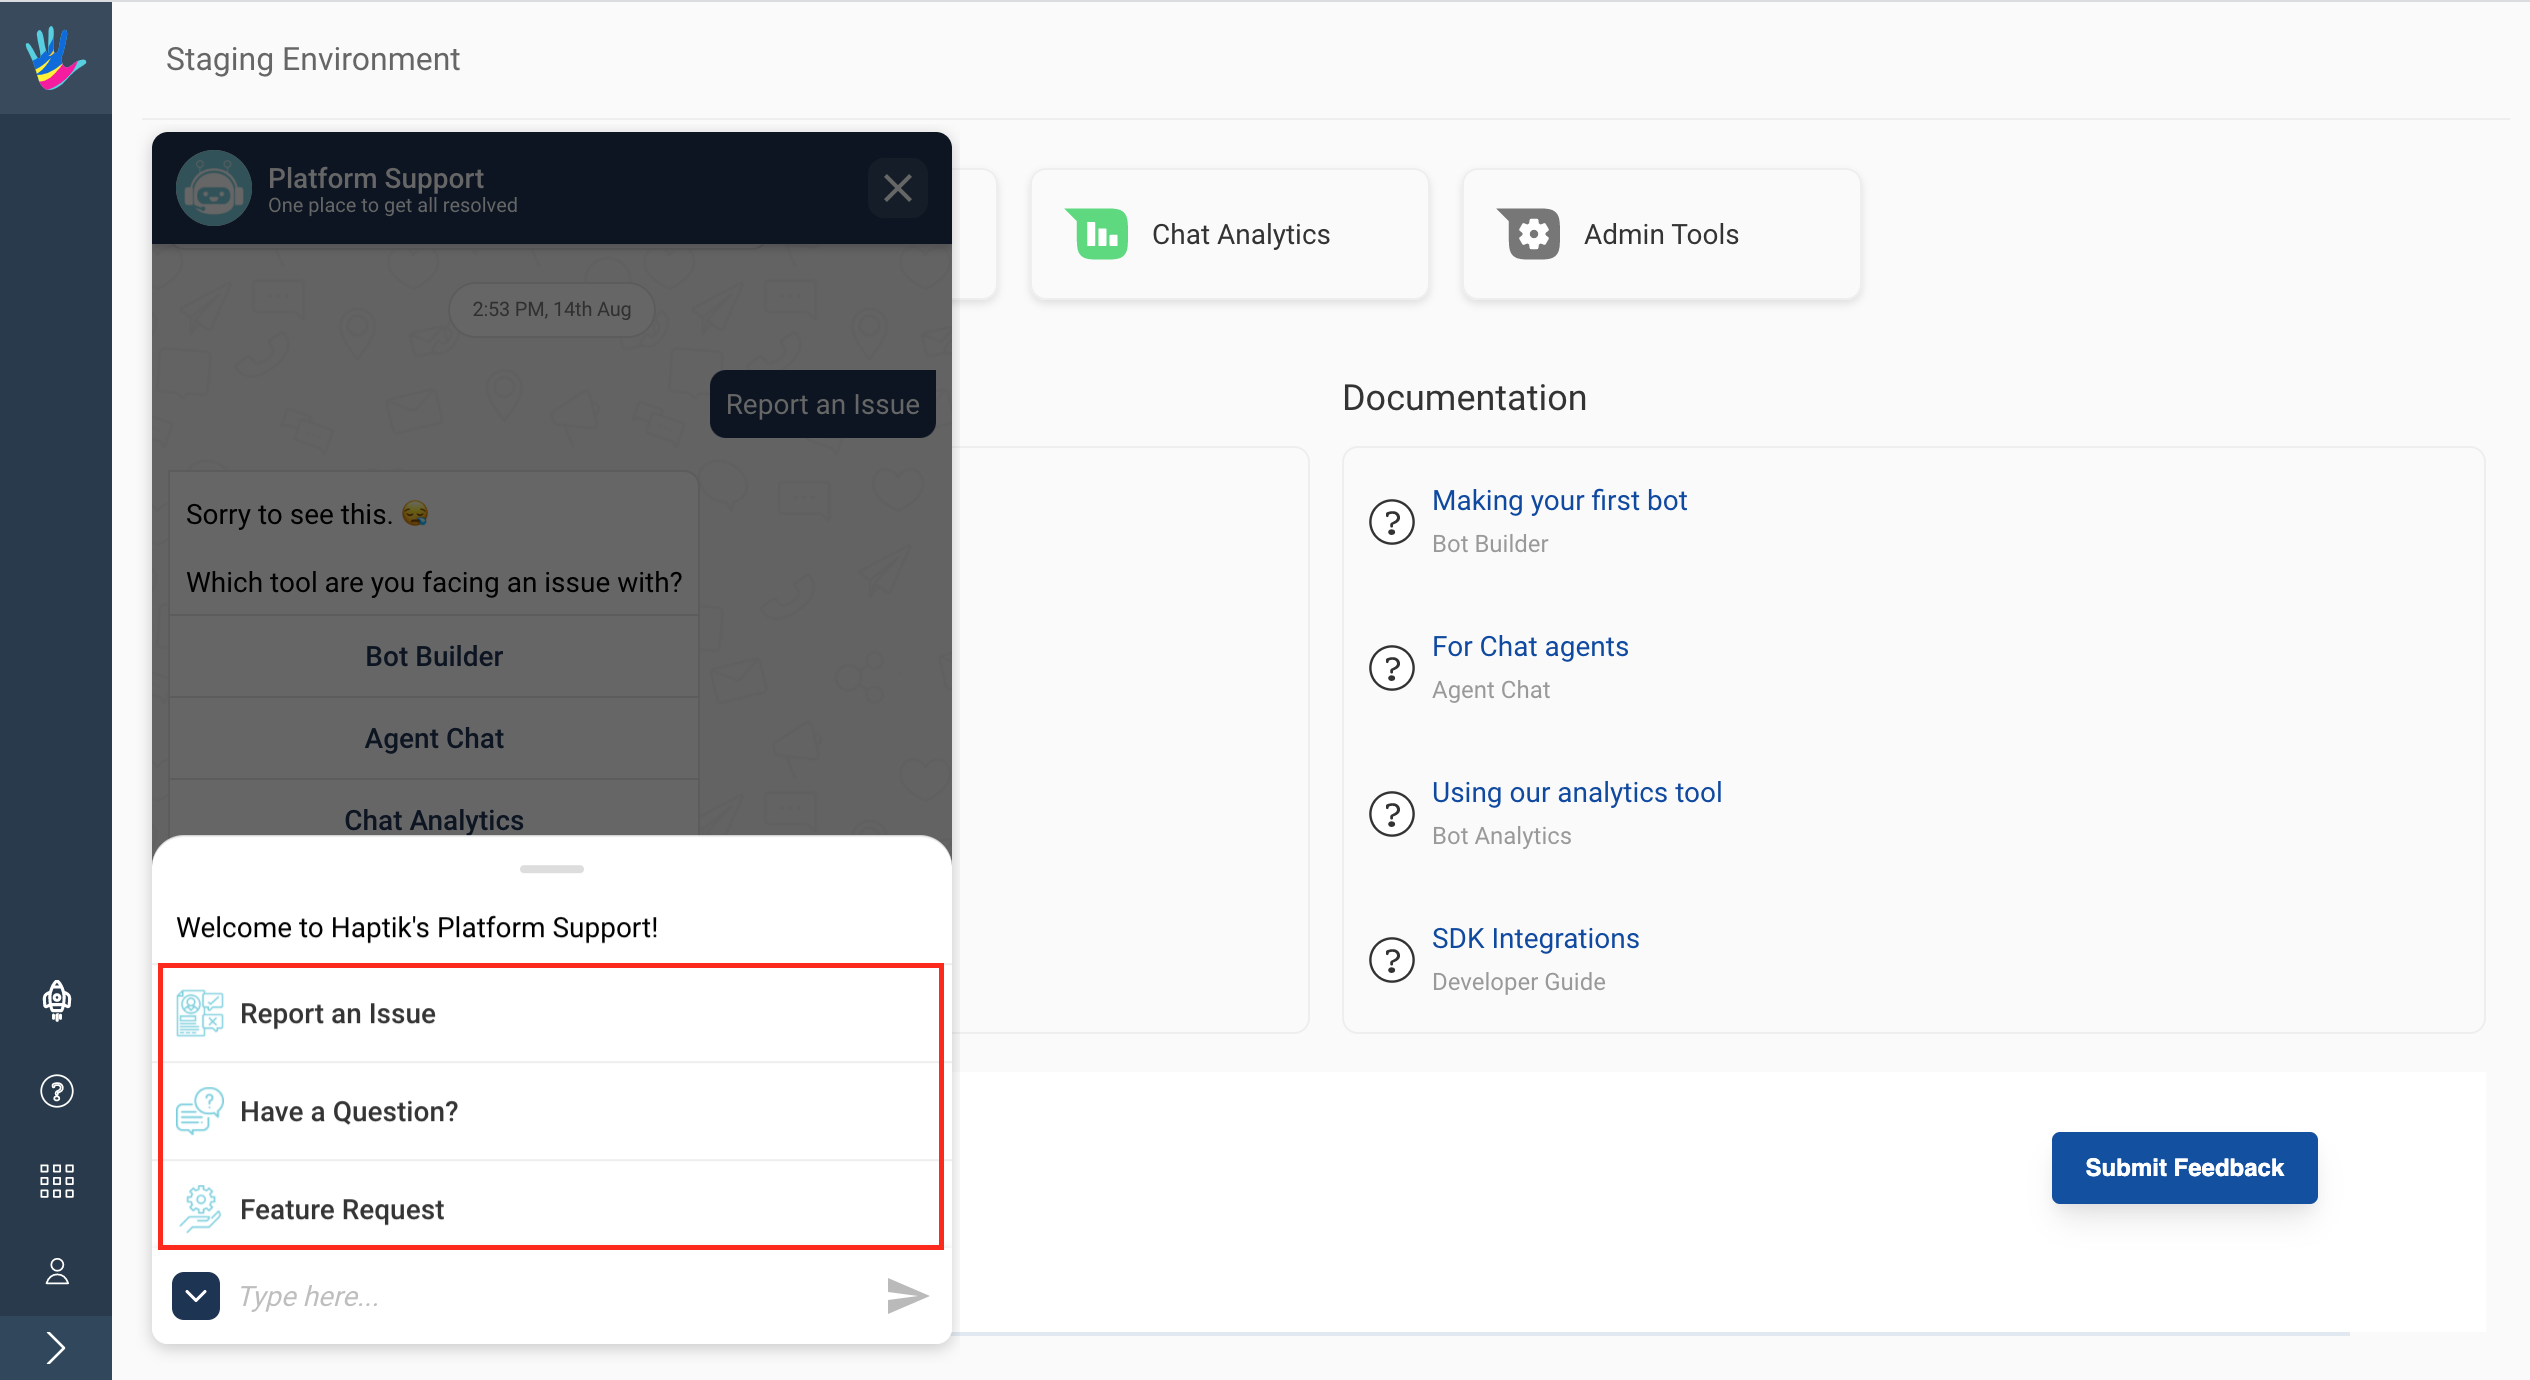 Staging Environment
Platform Support
One place to get all resolved
2:53 PM, 14th Aug
Report an Issue
Sorry to see this. 😪
Which tool are you facing an issue with?
Bot Builder
Agent Chat
Chat Analytics
Welcome to Haptik's Platform Support!
Report an Issue
Have a Question?
Feature Request
Type here...
Chat Analytics
Admin Tools
Documentation
Making your first bot
Bot Builder
For Chat agents
Agent Chat
Using our analytics tool
Bot Analytics
SDK Integrations
Developer Guide
Submit Feedback